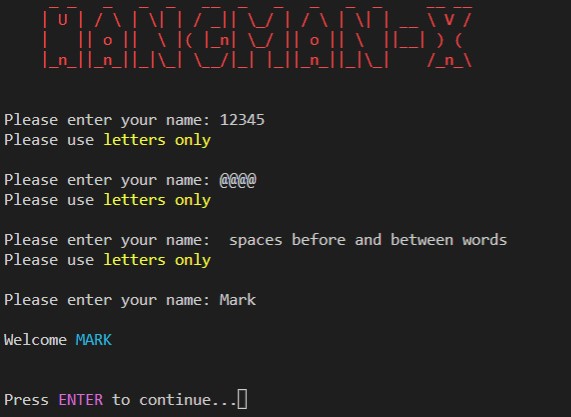 HANGMAN-X
Please enter your name: 12345
Please use letters only
Please enter your name: @@@@
Please use letters only
Please enter your name:  spaces before and between words
Please use letters only
Please enter your name: Mark
Welcome MARK
Press ENTER to continue...